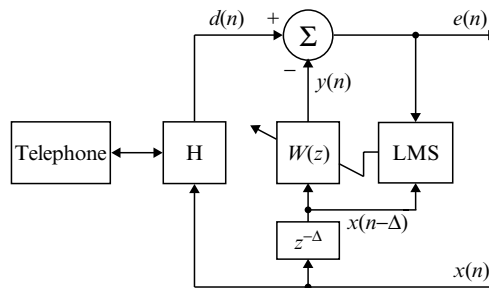 d(n) + e(n)
Σ
−
y(n)
Telephone H W(z) LMS
x(n−Δ)
z^{−Δ}
x(n)